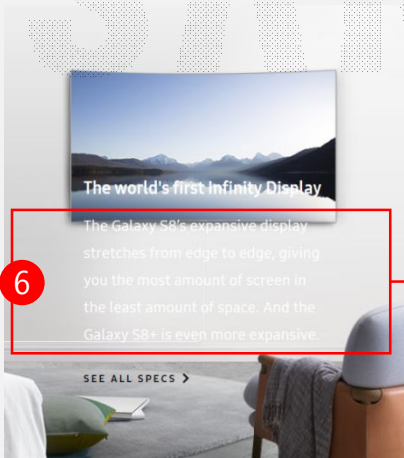 The world's first Infinity Display
The Galaxy S8's expansive display
stretches from edge to edge, giving
you the most amount of screen in
the least amount of space. And the
Galaxy S8+ is even more expansive.
6
SEE ALL SPECS >